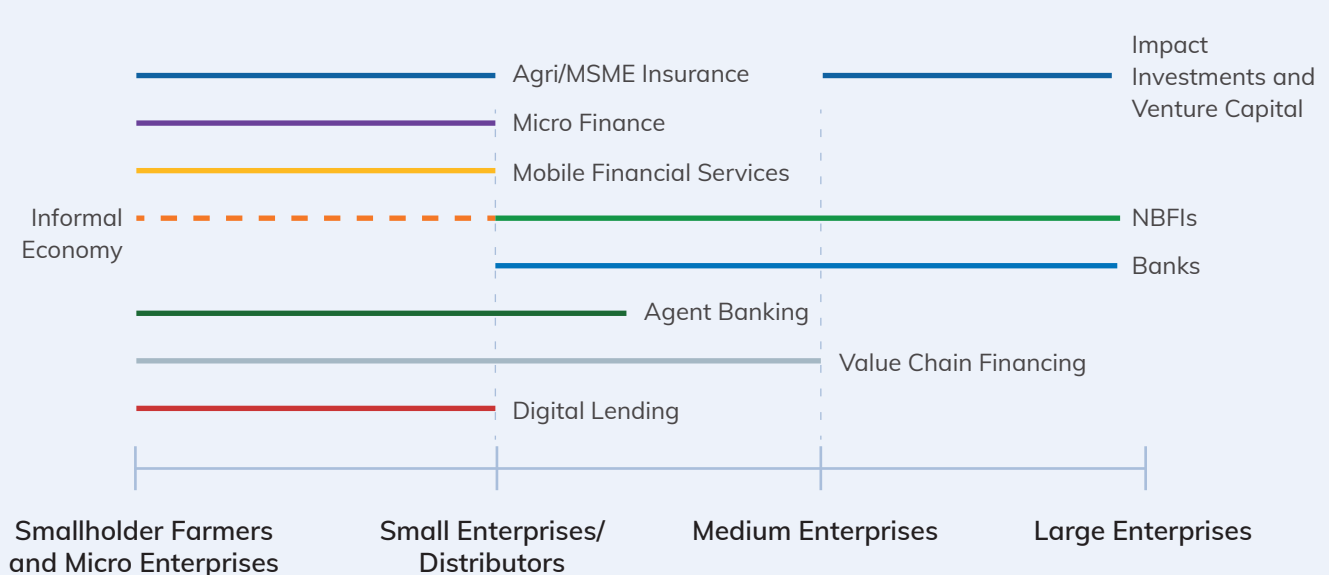 Agri/MSME Insurance
Impact
Investments and
Venture Capital
Micro Finance
Mobile Financial Services
Informal
Economy
NBFIs
Banks
Agent Banking
Value Chain Financing
Digital Lending
Smallholder Farmers
and Micro Enterprises
Small Enterprises/
Distributors
Medium Enterprises
Large Enterprises